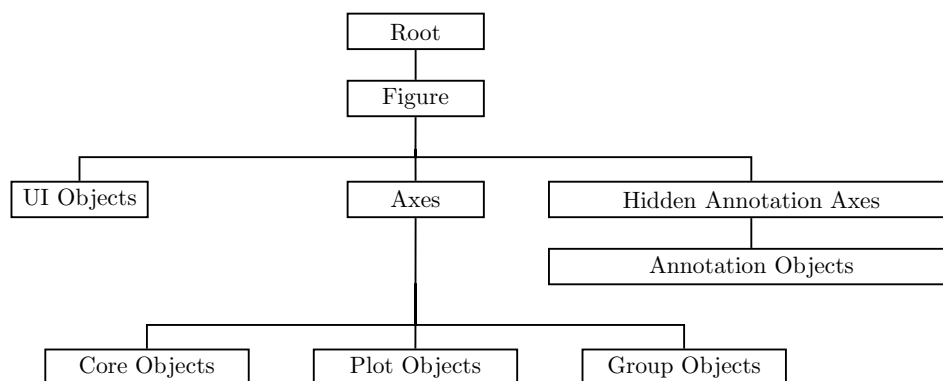 Root
Figure
UI Objects
Axes
Hidden Annotation Axes
Annotation Objects
Core Objects
Plot Objects
Group Objects